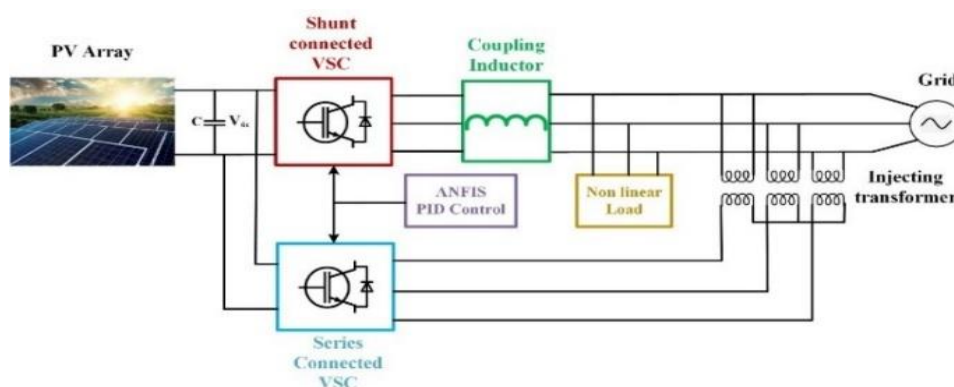 Shunt
connected
VSC
PV Array
Coupling
Inductor
Grid
C
Vdc
ANFIS
PID Control
Non linear
Load
Injecting
transformer
Series
Connected
VSC